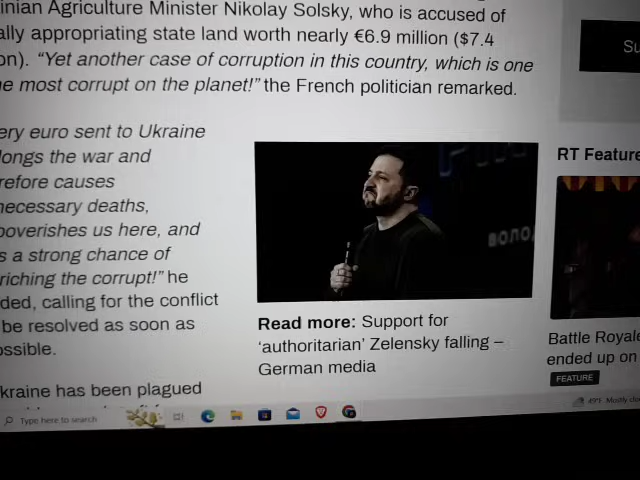 inian Agriculture Minister Nikolay Solsky, who is accused of
ally appropriating state land worth nearly €6.9 million ($7.4
on). “Yet another case of corruption in this country, which is one
e most corrupt on the planet!” the French politician remarked.
ery euro sent to Ukraine
longs the war and
refore causes
necessary deaths,
poverishes us here, and
s a strong chance of
riching the corrupt!” he
ded, calling for the conflict
be resolved as soon as
ossible.
kraine has been plagued
воло
Read more: Support for
‘authoritarian’ Zelensky falling –
German media
Su
RT Feature
Battle Royale
ended up on
FEATURE
Type here to search
49°F Mostly clo